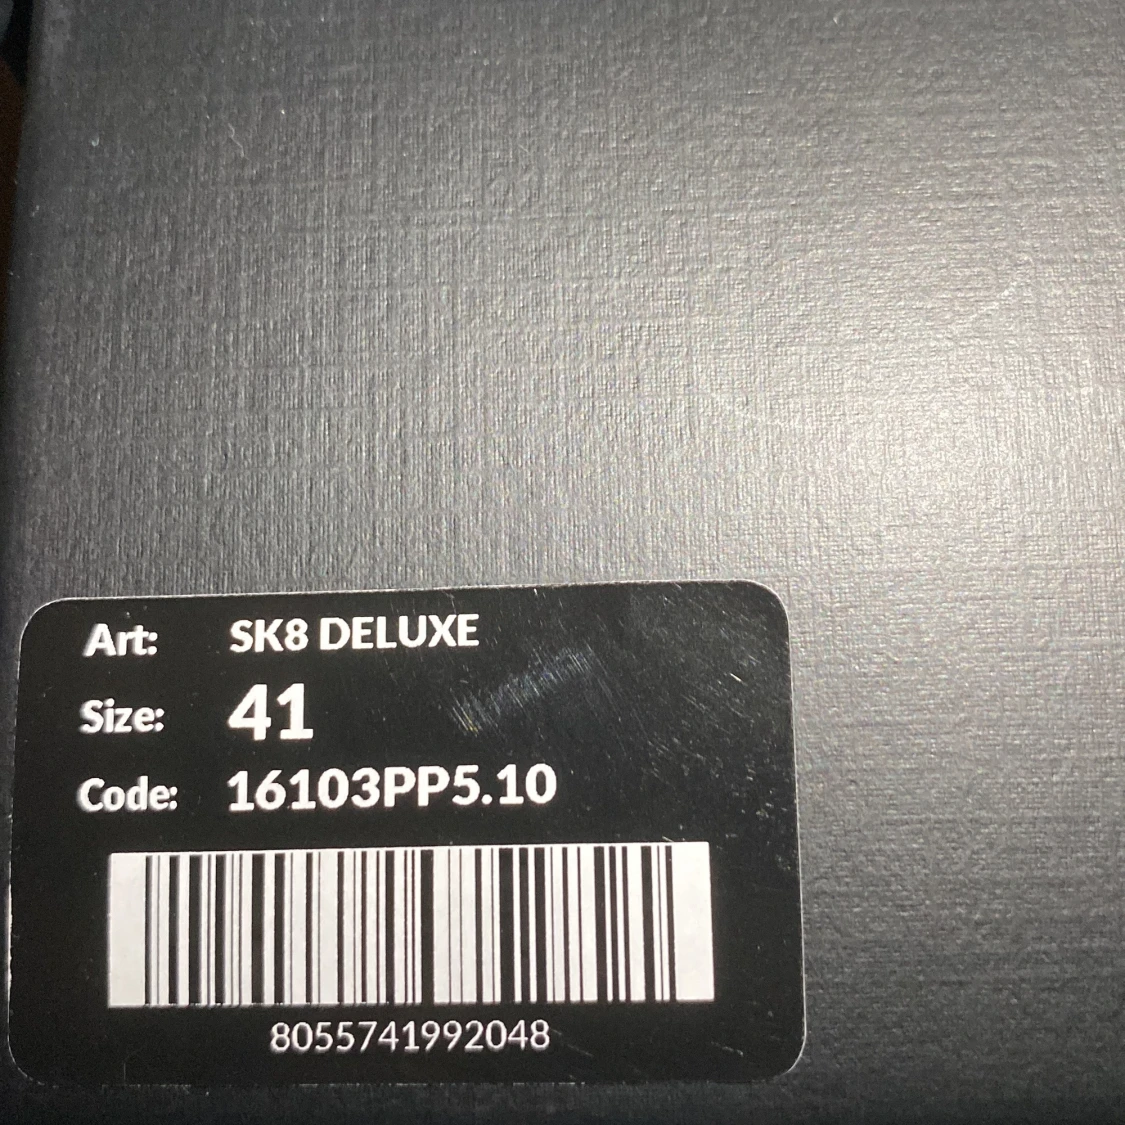 Art: SK8 DELUXE
Size: 41
Code: 16103PP5.10
8055741992048